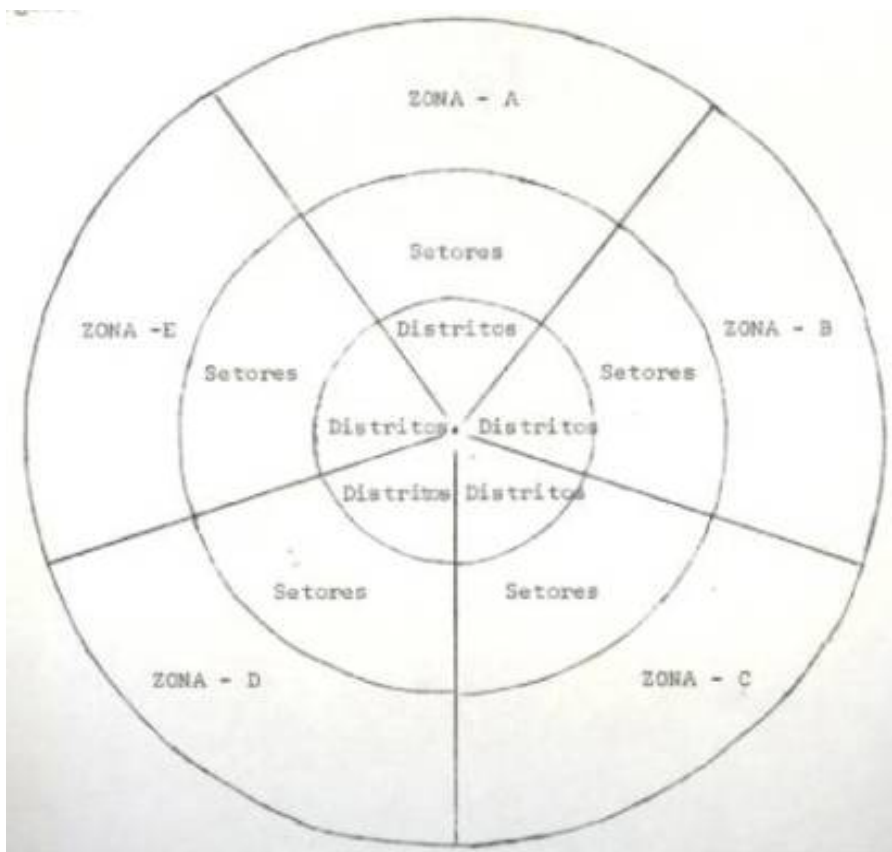 ZONA - A
Setores
Distritos
ZONA -E
ZONA - B
Setores
Setores
Distritos
Distritos
Distritos
Distritos
Setores
Setores
ZONA - D
ZONA - C